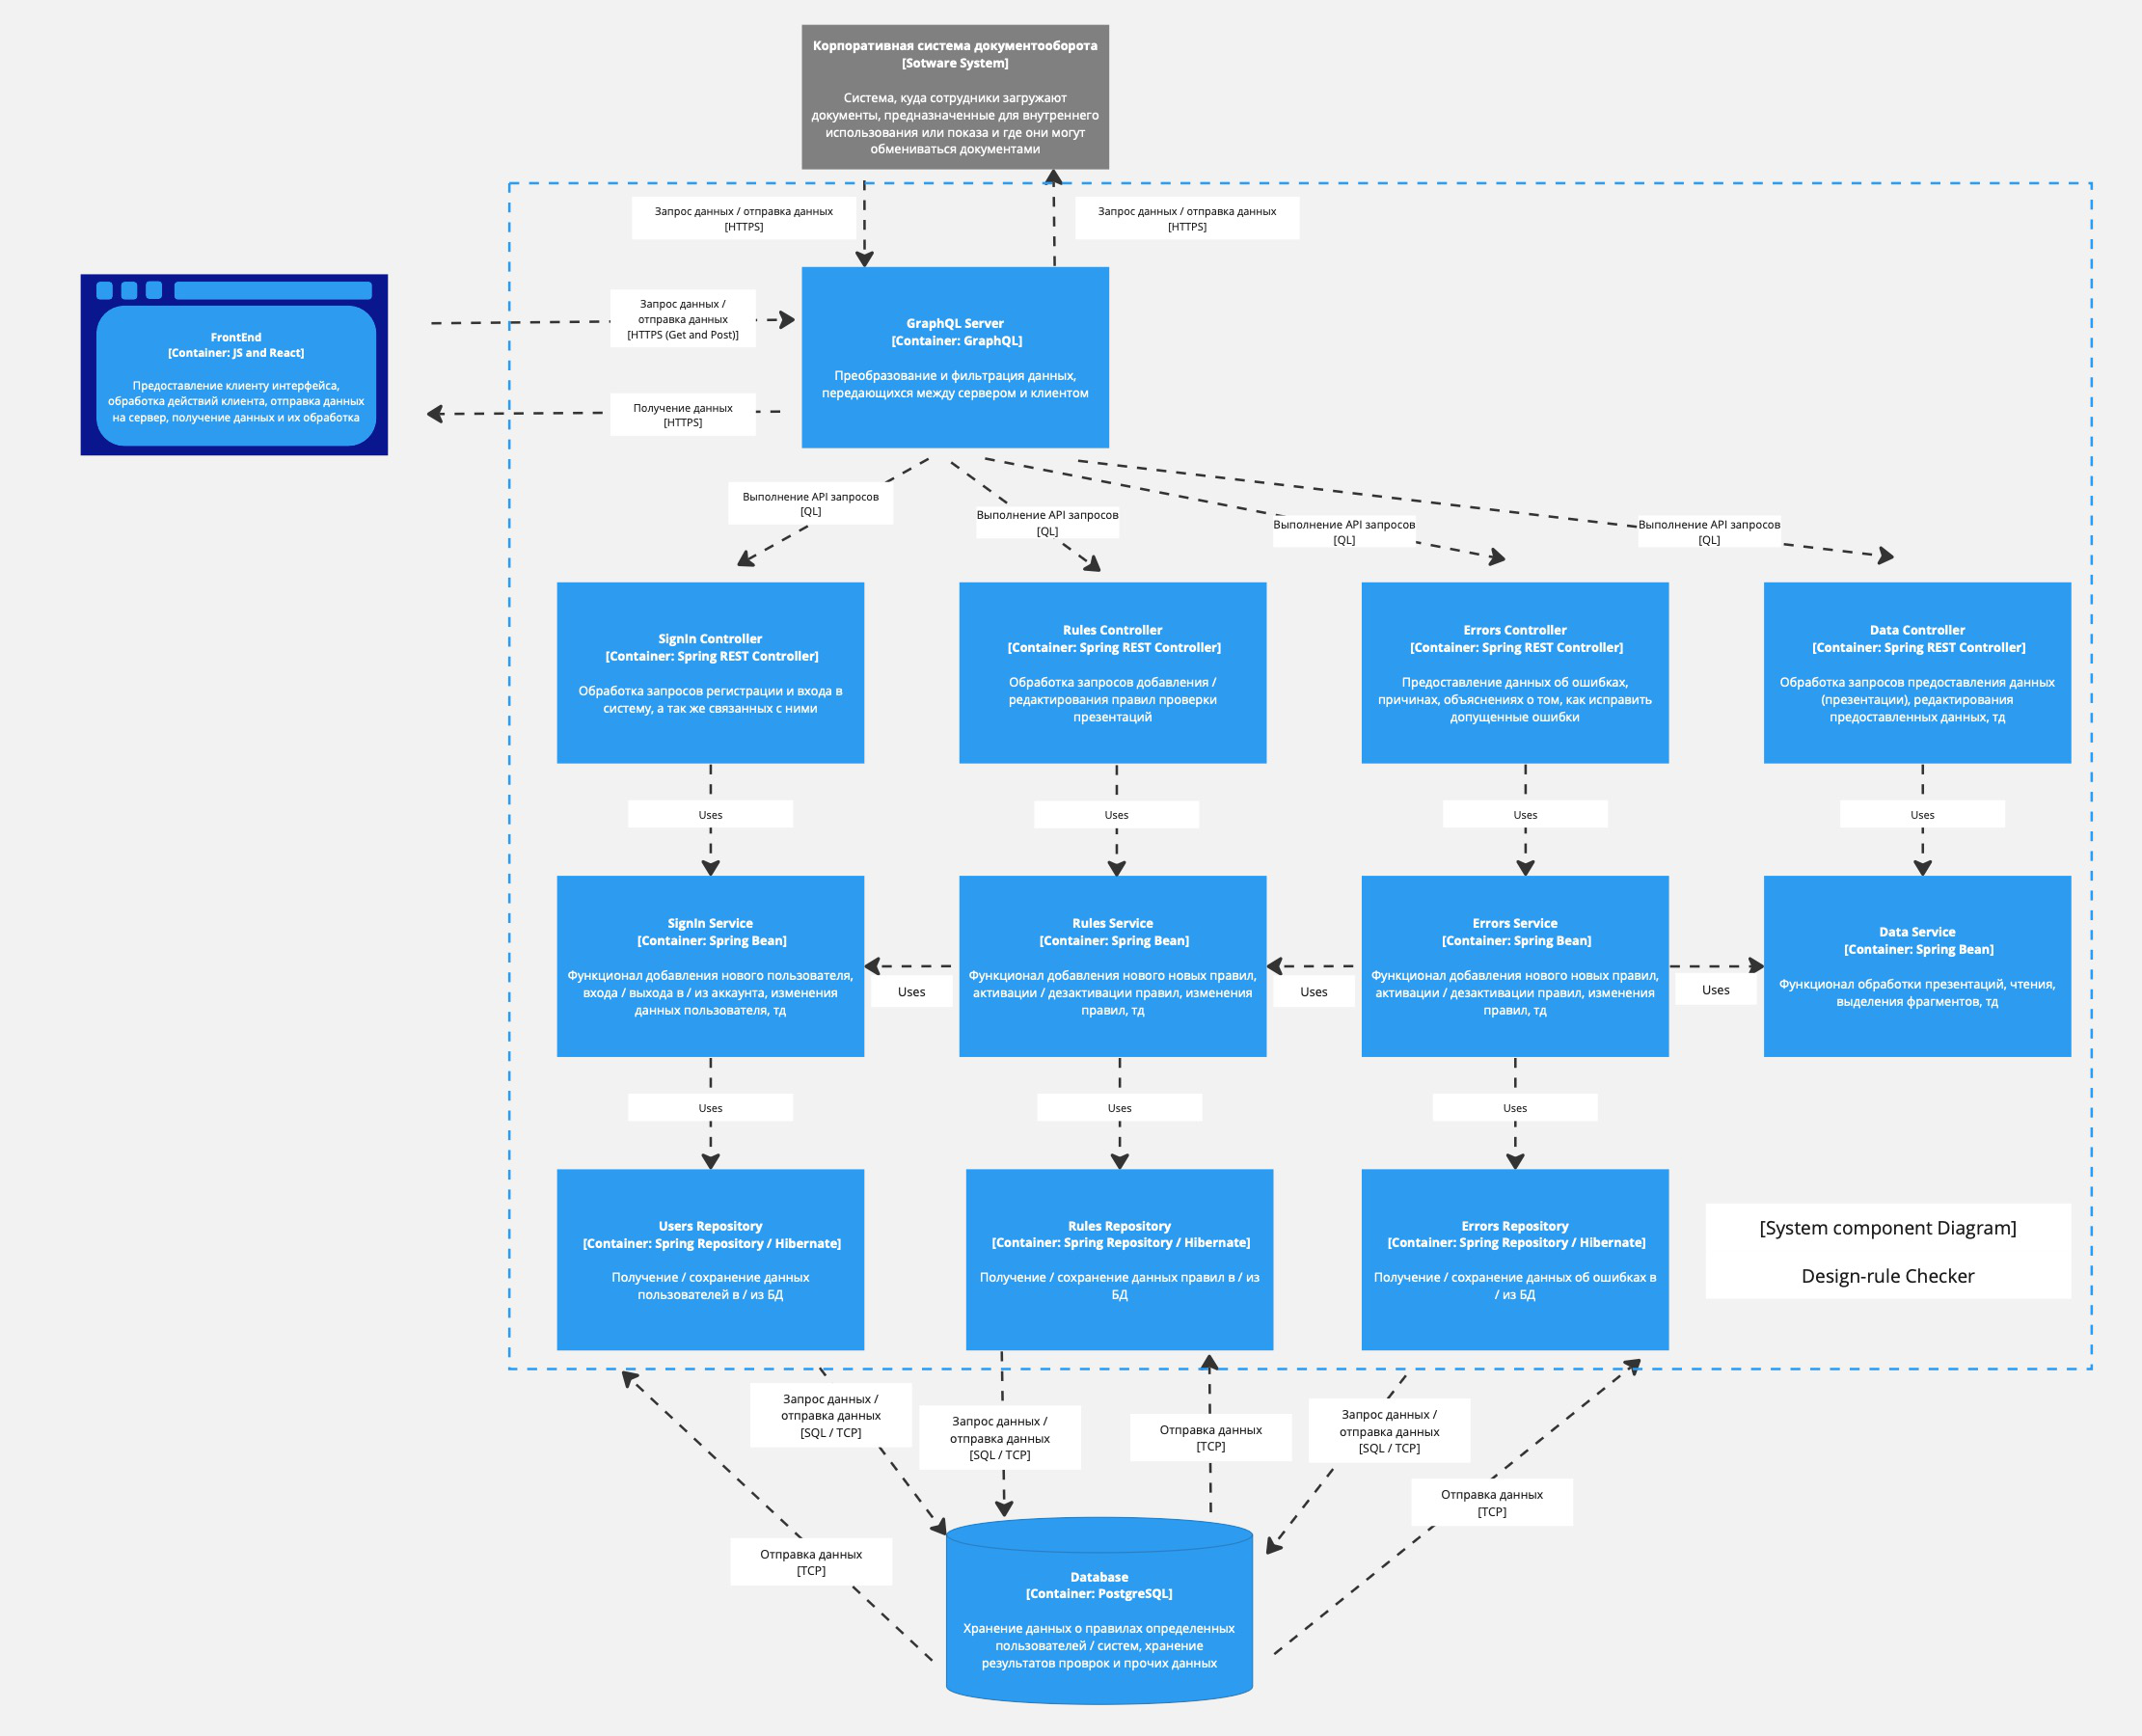 Корпоративная система документооборота
[Sotware System]
Система, куда сотрудники загружают
документы, предназначенные для внутреннего
использования или показа и где они могут
обмениваться документами
Запрос данных / отправка данных
[HTTPS]
Запрос данных / отправка данных
[HTTPS]
FrontEnd
[Container: JS and React]
Предоставление клиенту интерфейса,
обработка действий клиента, отправка данных
на сервер, получение данных и их обработка
Запрос данных /
отправка данных
[HTTPS (Get and Post)]
Получение данных
[HTTPS]
GraphQL Server
[Container: GraphQL]
Преобразование и фильтрация данных,
передающихся между сервером и клиентом
Выполнение API запросов
[QL]
Выполнение API запросов
[QL]
Выполнение API запросов
[QL]
Выполнение API запросов
[QL]
SignIn Controller
[Container: Spring REST Controller]
Обработка запросов регистрации и входа в
систему, а так же связанных с ними
Rules Controller
[Container: Spring REST Controller]
Обработка запросов добавления /
редактирования правил проверки
презентаций
Errors Controller
[Container: Spring REST Controller]
Предоставление данных об ошибках,
причинах, объяснениях о том, как исправить
допущенные ошибки
Data Controller
[Container: Spring REST Controller]
Обработка запросов предоставления данных
(презентации), редактирования
предоставленных данных, тд
Uses
Uses
Uses
Uses
SignIn Service
[Container: Spring Bean]
Функционал добавления нового пользователя,
входа / выхода в / из аккаунта, изменения
данных пользователя, тд
Uses
Rules Service
[Container: Spring Bean]
Функционал добавления нового новых правил,
активации / дезактивации правил, изменения
правил, тд
Uses
Errors Service
[Container: Spring Bean]
Функционал добавления нового новых правил,
активации / дезактивации правил, изменения
правил, тд
Uses
Data Service
[Container: Spring Bean]
Функционал обработки презентаций, чтения,
выделения фрагментов, тд
Uses
Uses
Uses
Users Repository
[Container: Spring Repository / Hibernate]
Получение / сохранение данных
пользователей в / из БД
Rules Repository
[Container: Spring Repository / Hibernate]
Получение / сохранение данных правил в / из
БД
Errors Repository
[Container: Spring Repository / Hibernate]
Получение / сохранение данных об ошибках в
/ из БД
[System component Diagram]
Design-rule Checker
Запрос данных /
отправка данных
[SQL / TCP]
Запрос данных /
отправка данных
[SQL / TCP]
Отправка данных
[TCP]
Запрос данных /
отправка данных
[SQL / TCP]
Отправка данных
[TCP]
Отправка данных
[TCP]
Database
[Container: PostgreSQL]
Хранение данных о правилах определенных
пользователей / систем, хранение
результатов проврок и прочих данных